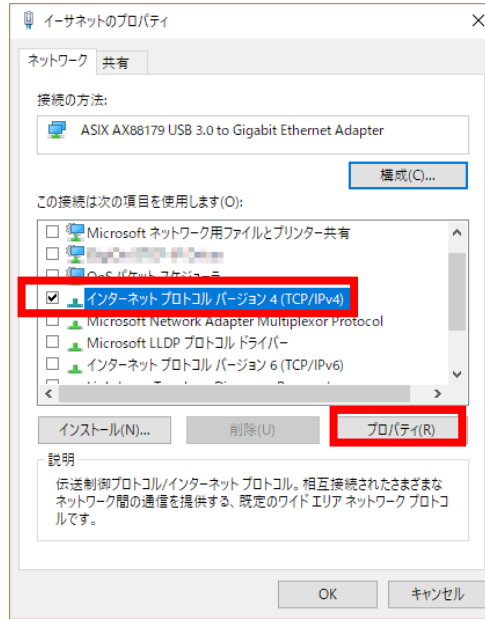 イーサネットのプロパティ
ネットワーク 共有
接続の方法:
ASIX AX88179 USB 3.0 to Gigabit Ethernet Adapter
構成(C)...
この接続は次の項目を使用します(O):
Microsoft ネットワーク用ファイルとプリンター共有
QoS パケット スケジューラ
インターネット プロトコル バージョン 4 (TCP/IPv4)
Microsoft Network Adapter Multiplexor Protocol
Microsoft LLDP プロトコル ドライバー
インターネット プロトコル バージョン 6 (TCP/IPv6)
インストール(N)... 削除(U) プロパティ(R)
説明
伝送制御プロトコル/インターネット プロトコル。相互接続されたさまざまな
ネットワーク間の通信を提供する、既定のワイド エリア ネットワーク プロトコ
ルです。
OK キャンセル